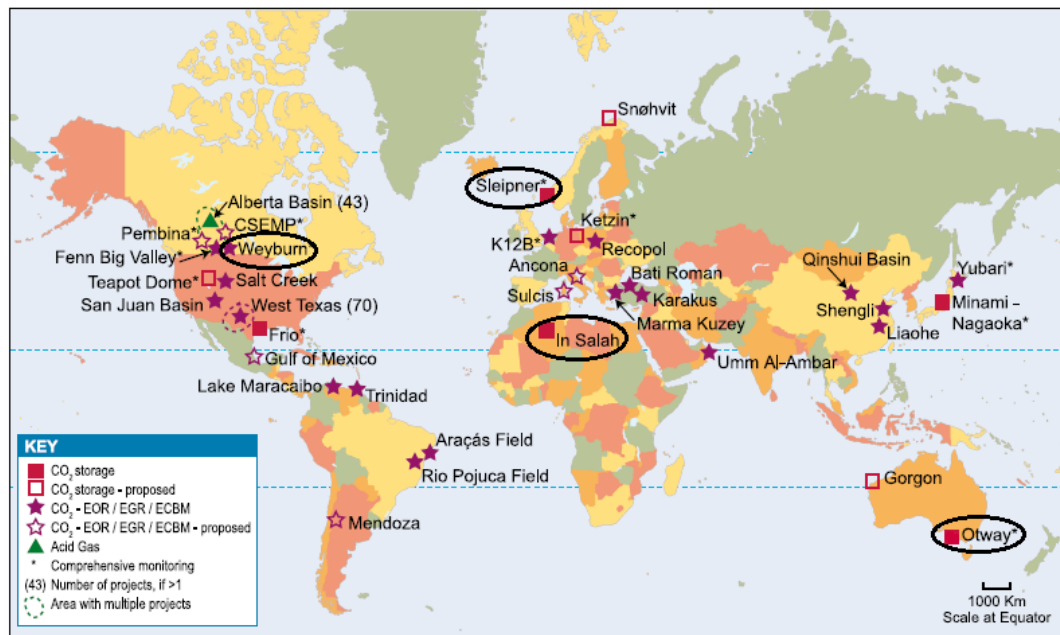 Snøhvit
Sleipner*
Alberta Basin (43)
CSEMP*
Pembina*
Fenn Big Valley*
Weyburn
Teapot Dome*
Salt Creek
San Juan Basin
West Texas (70)
Frio*
Gulf of Mexico
Lake Maracaibo
Trinidad
Araçás Field
Rio Pojuca Field
Mendoza
Ketzin*
K12B*
Recopol
Ancona
Bati Roman
Sulcis
Karakus
Marma Kuzey
In Salah
Umm Al-Ambar
Qinshui Basin
Yubari*
Shengli
Minami –
Nagaoka*
Liaohe
Gorgon
Otway*
1000 Km
Scale at Equator
KEY
CO₂ storage
CO₂ storage - proposed
CO₂ - EOR / EGR / ECBM
CO₂ - EOR / EGR / ECBM - proposed
Acid Gas
* Comprehensive monitoring
(43) Number of projects, if >1
Area with multiple projects